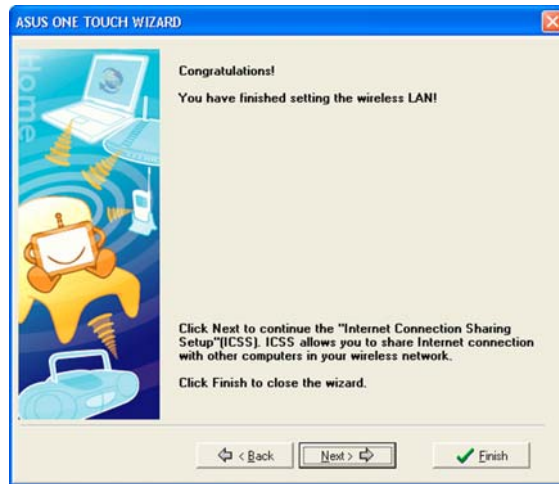 ASUS ONE TOUCH WIZARD
Home
Congratulations!
You have finished setting the wireless LAN!
Click Next to continue the "Internet Connection Sharing
Setup"(ICSS). ICSS allows you to share Internet connection
with other computers in your wireless network.
Click Finish to close the wizard.
< Back
Next >
Finish